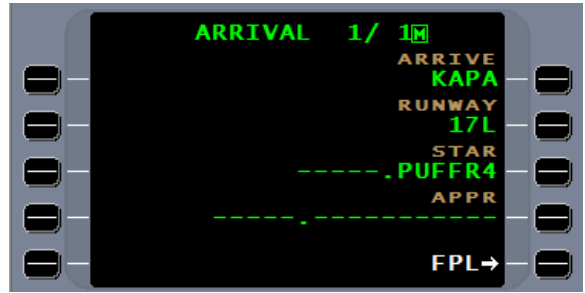 ARRIVAL 1/ 1M
ARRIVE
KAPA
RUNWAY
17L
STAR
-----.PUFFR4
APPR
-----.-----------
FPL→